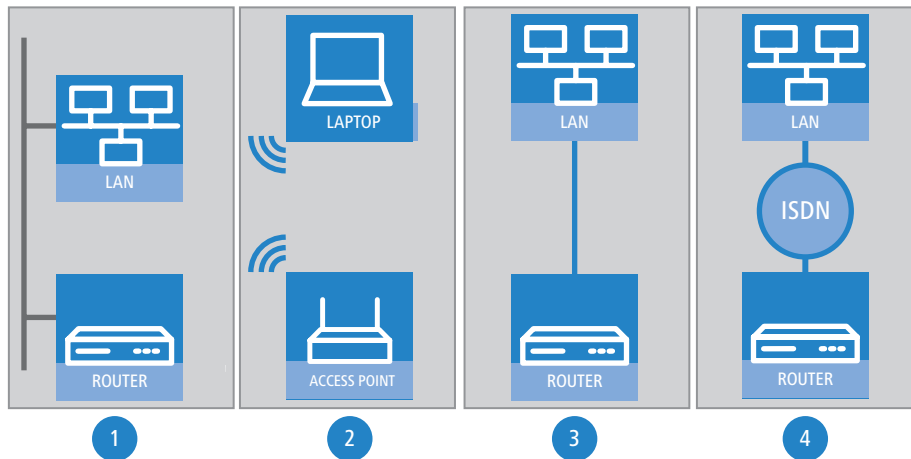 LAN
ROUTER
1
LAPTOP
ACCESS POINT
2
LAN
ROUTER
3
LAN
ISDN
ROUTER
4